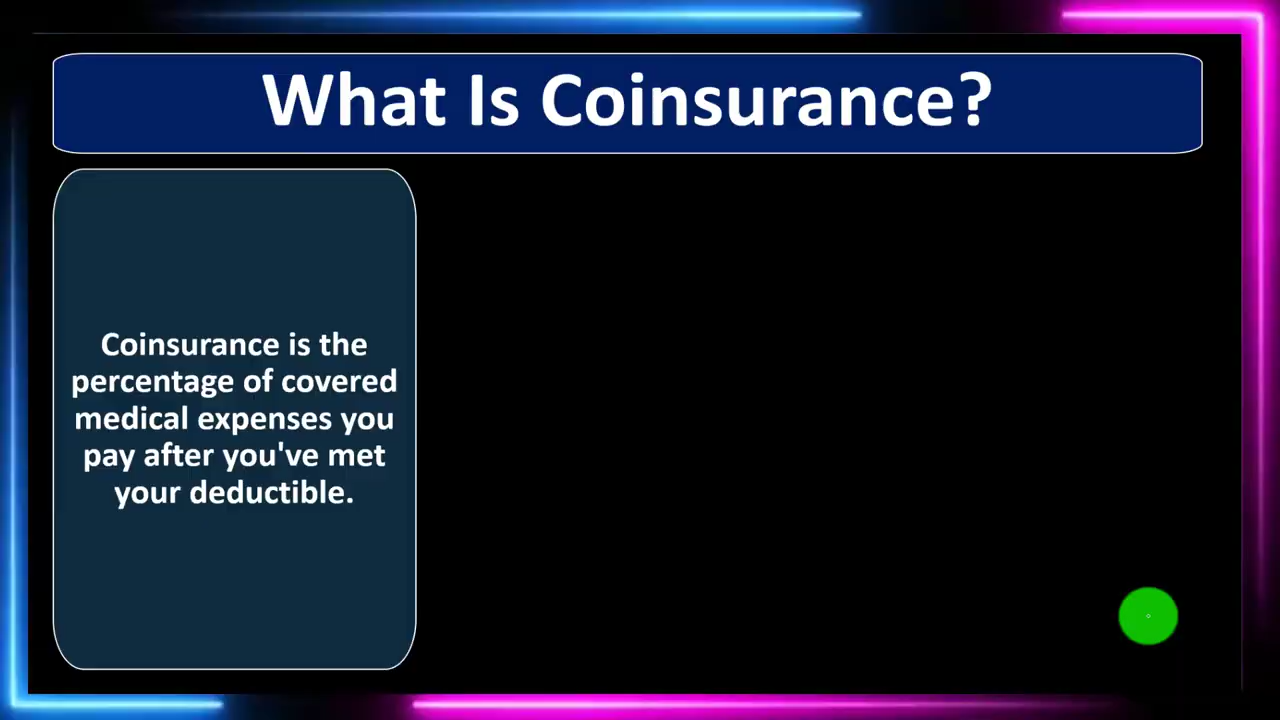 What Is Coinsurance?
Coinsurance is the
percentage of covered
medical expenses you
pay after you've met
your deductible.